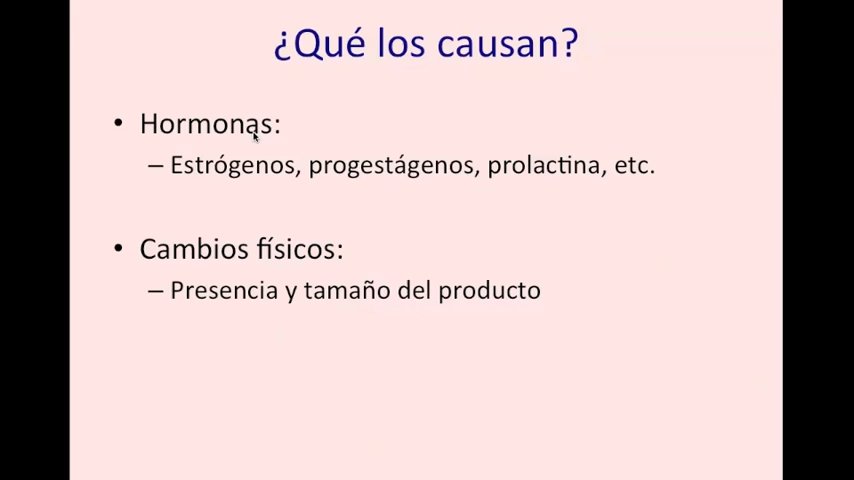 ¿Qué los causan?
• Hormonas:
– Estrógenos, progestágenos, prolactina, etc.
• Cambios físicos:
– Presencia y tamaño del producto